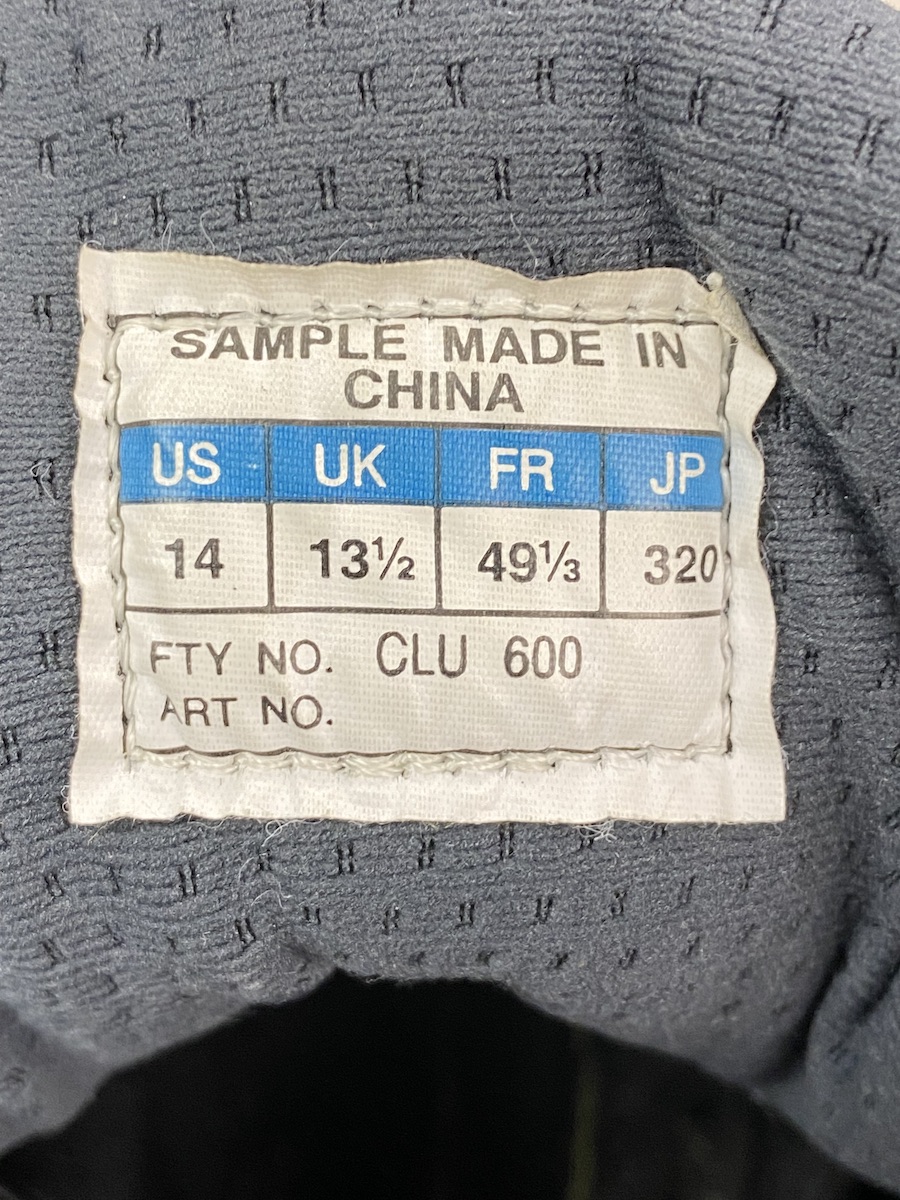 SAMPLE MADE IN
CHINA
US UK FR JP
14 13½ 49⅓ 320
FTY NO. CLU 600
ART NO.